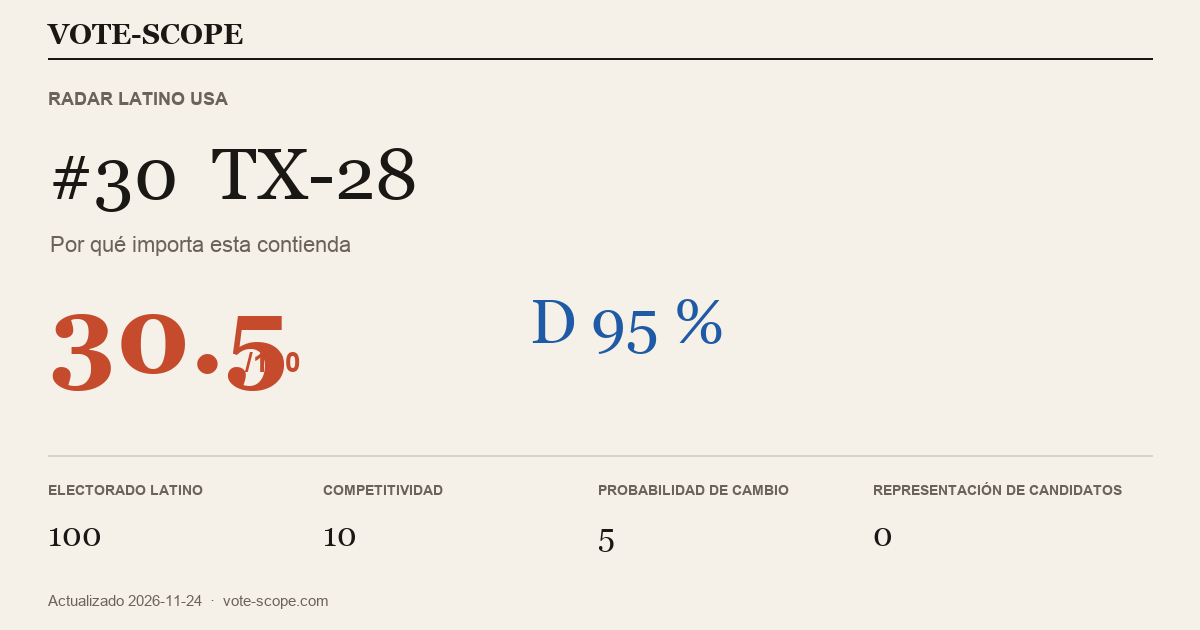 VOTE-SCOPE
RADAR LATINO USA
#30 TX-28
Por qué importa esta contienda
30.5
D 95 %
ELECTORADO LATINO COMPETITIVIDAD PROBABILIDAD DE CAMBIO REPRESENTACIÓN DE CANDIDATOS
100 10 5 0
Actualizado 2026-11-24 · vote-scope.com